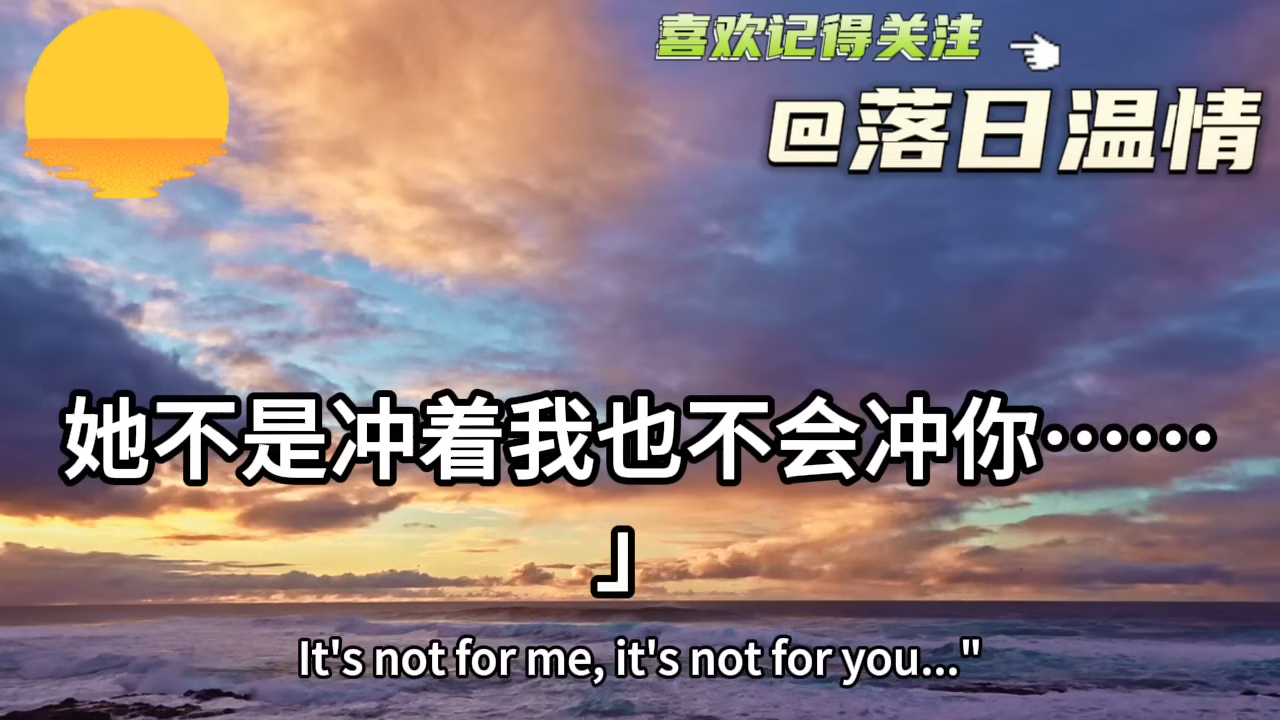 喜欢记得关注
@落日温情
她不是冲着我也不会冲你……
」
It's not for me, it's not for you..."